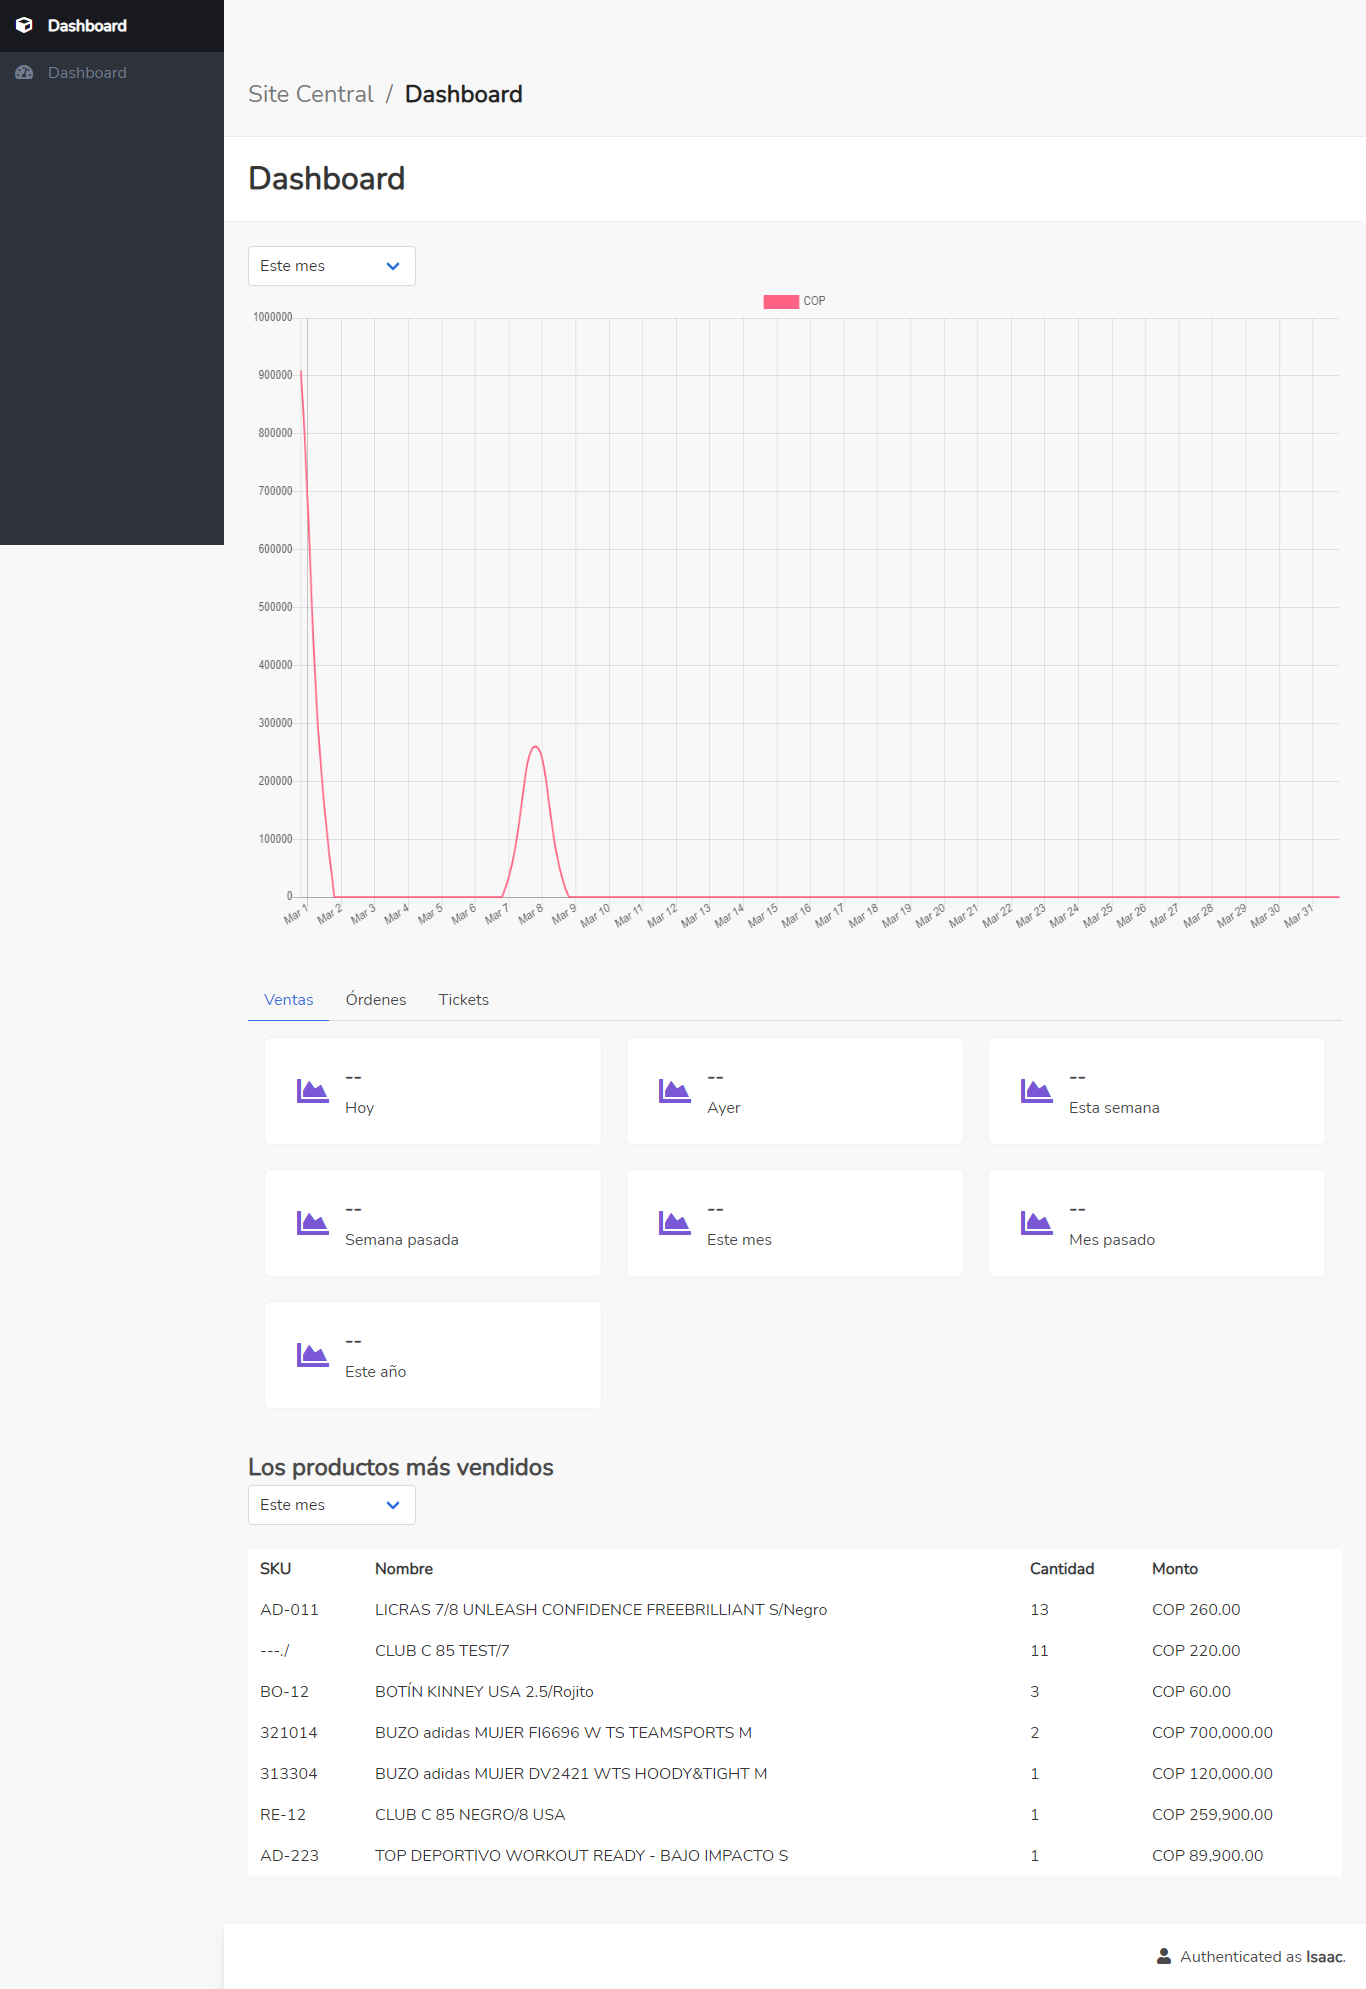 Dashboard
Dashboard
Site Central / Dashboard
Dashboard
Este mes
COP
1000000
900000
800000
700000
600000
500000
400000
300000
200000
100000
0
Mar 1 Mar 2 Mar 3 Mar 4 Mar 5 Mar 6 Mar 7 Mar 8 Mar 9 Mar 10 Mar 11 Mar 12 Mar 13 Mar 14 Mar 15 Mar 16 Mar 17 Mar 18 Mar 19 Mar 20 Mar 21 Mar 22 Mar 23 Mar 24 Mar 25 Mar 26 Mar 27 Mar 28 Mar 29 Mar 30 Mar 31
Ventas Órdenes Tickets
-- -- --
Hoy Ayer Esta semana
-- -- --
Semana pasada Este mes Mes pasado
--
Este año
Los productos más vendidos
Este mes
SKU Nombre Cantidad Monto
AD-011 LICRAS 7/8 UNLEASH CONFIDENCE FREEBRILLIANT S/Negro 13 COP 260.00
---./ CLUB C 85 TEST/7 11 COP 220.00
BO-12 BOTÍN KINNEY USA 2.5/Rojito 3 COP 60.00
321014 BUZO adidas MUJER FI6696 W TS TEAMSPORTS M 2 COP 700,000.00
313304 BUZO adidas MUJER DV2421 WTS HOODY&TIGHT M 1 COP 120,000.00
RE-12 CLUB C 85 NEGRO/8 USA 1 COP 259,900.00
AD-223 TOP DEPORTIVO WORKOUT READY - BAJO IMPACTO S 1 COP 89,900.00
Authenticated as Isaac.